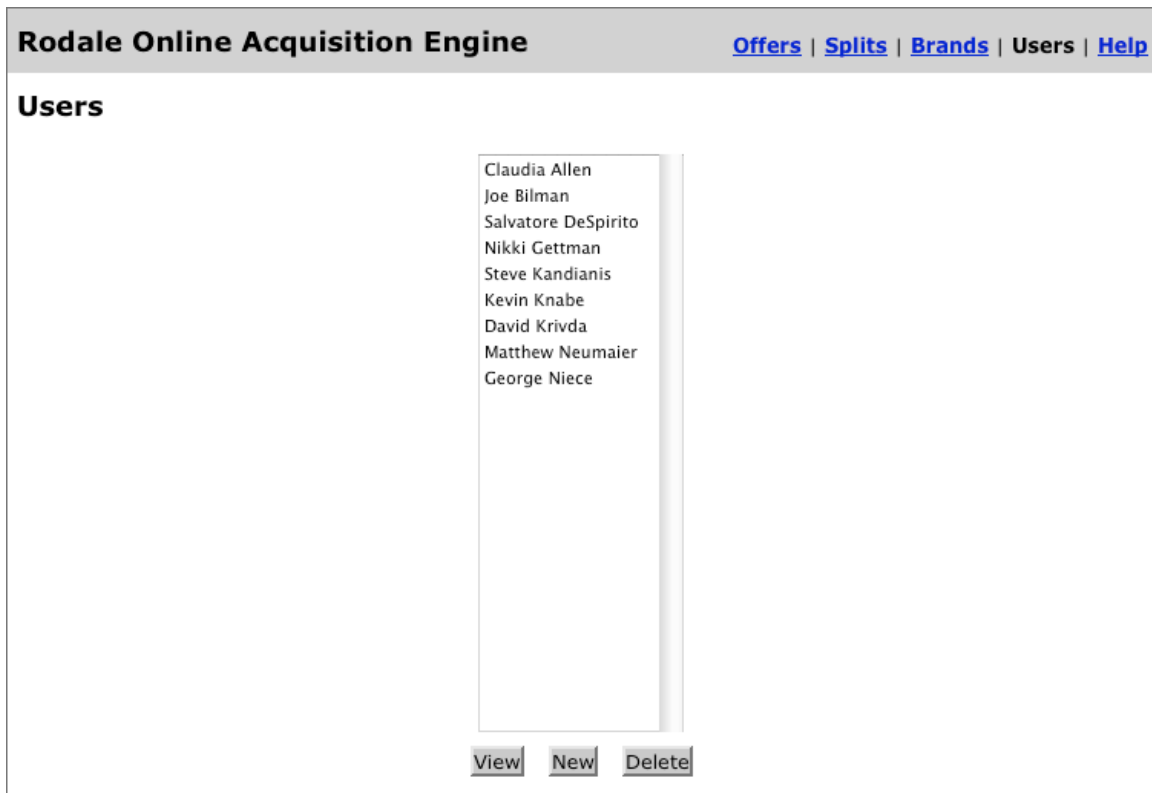 Rodale Online Acquisition Engine
Offers | Splits | Brands | Users | Help
Users
Claudia Allen
Joe Bilman
Salvatore DeSpirito
Nikki Gettman
Steve Kandianis
Kevin Knabe
David Krivda
Matthew Neumaier
George Niece
View New Delete